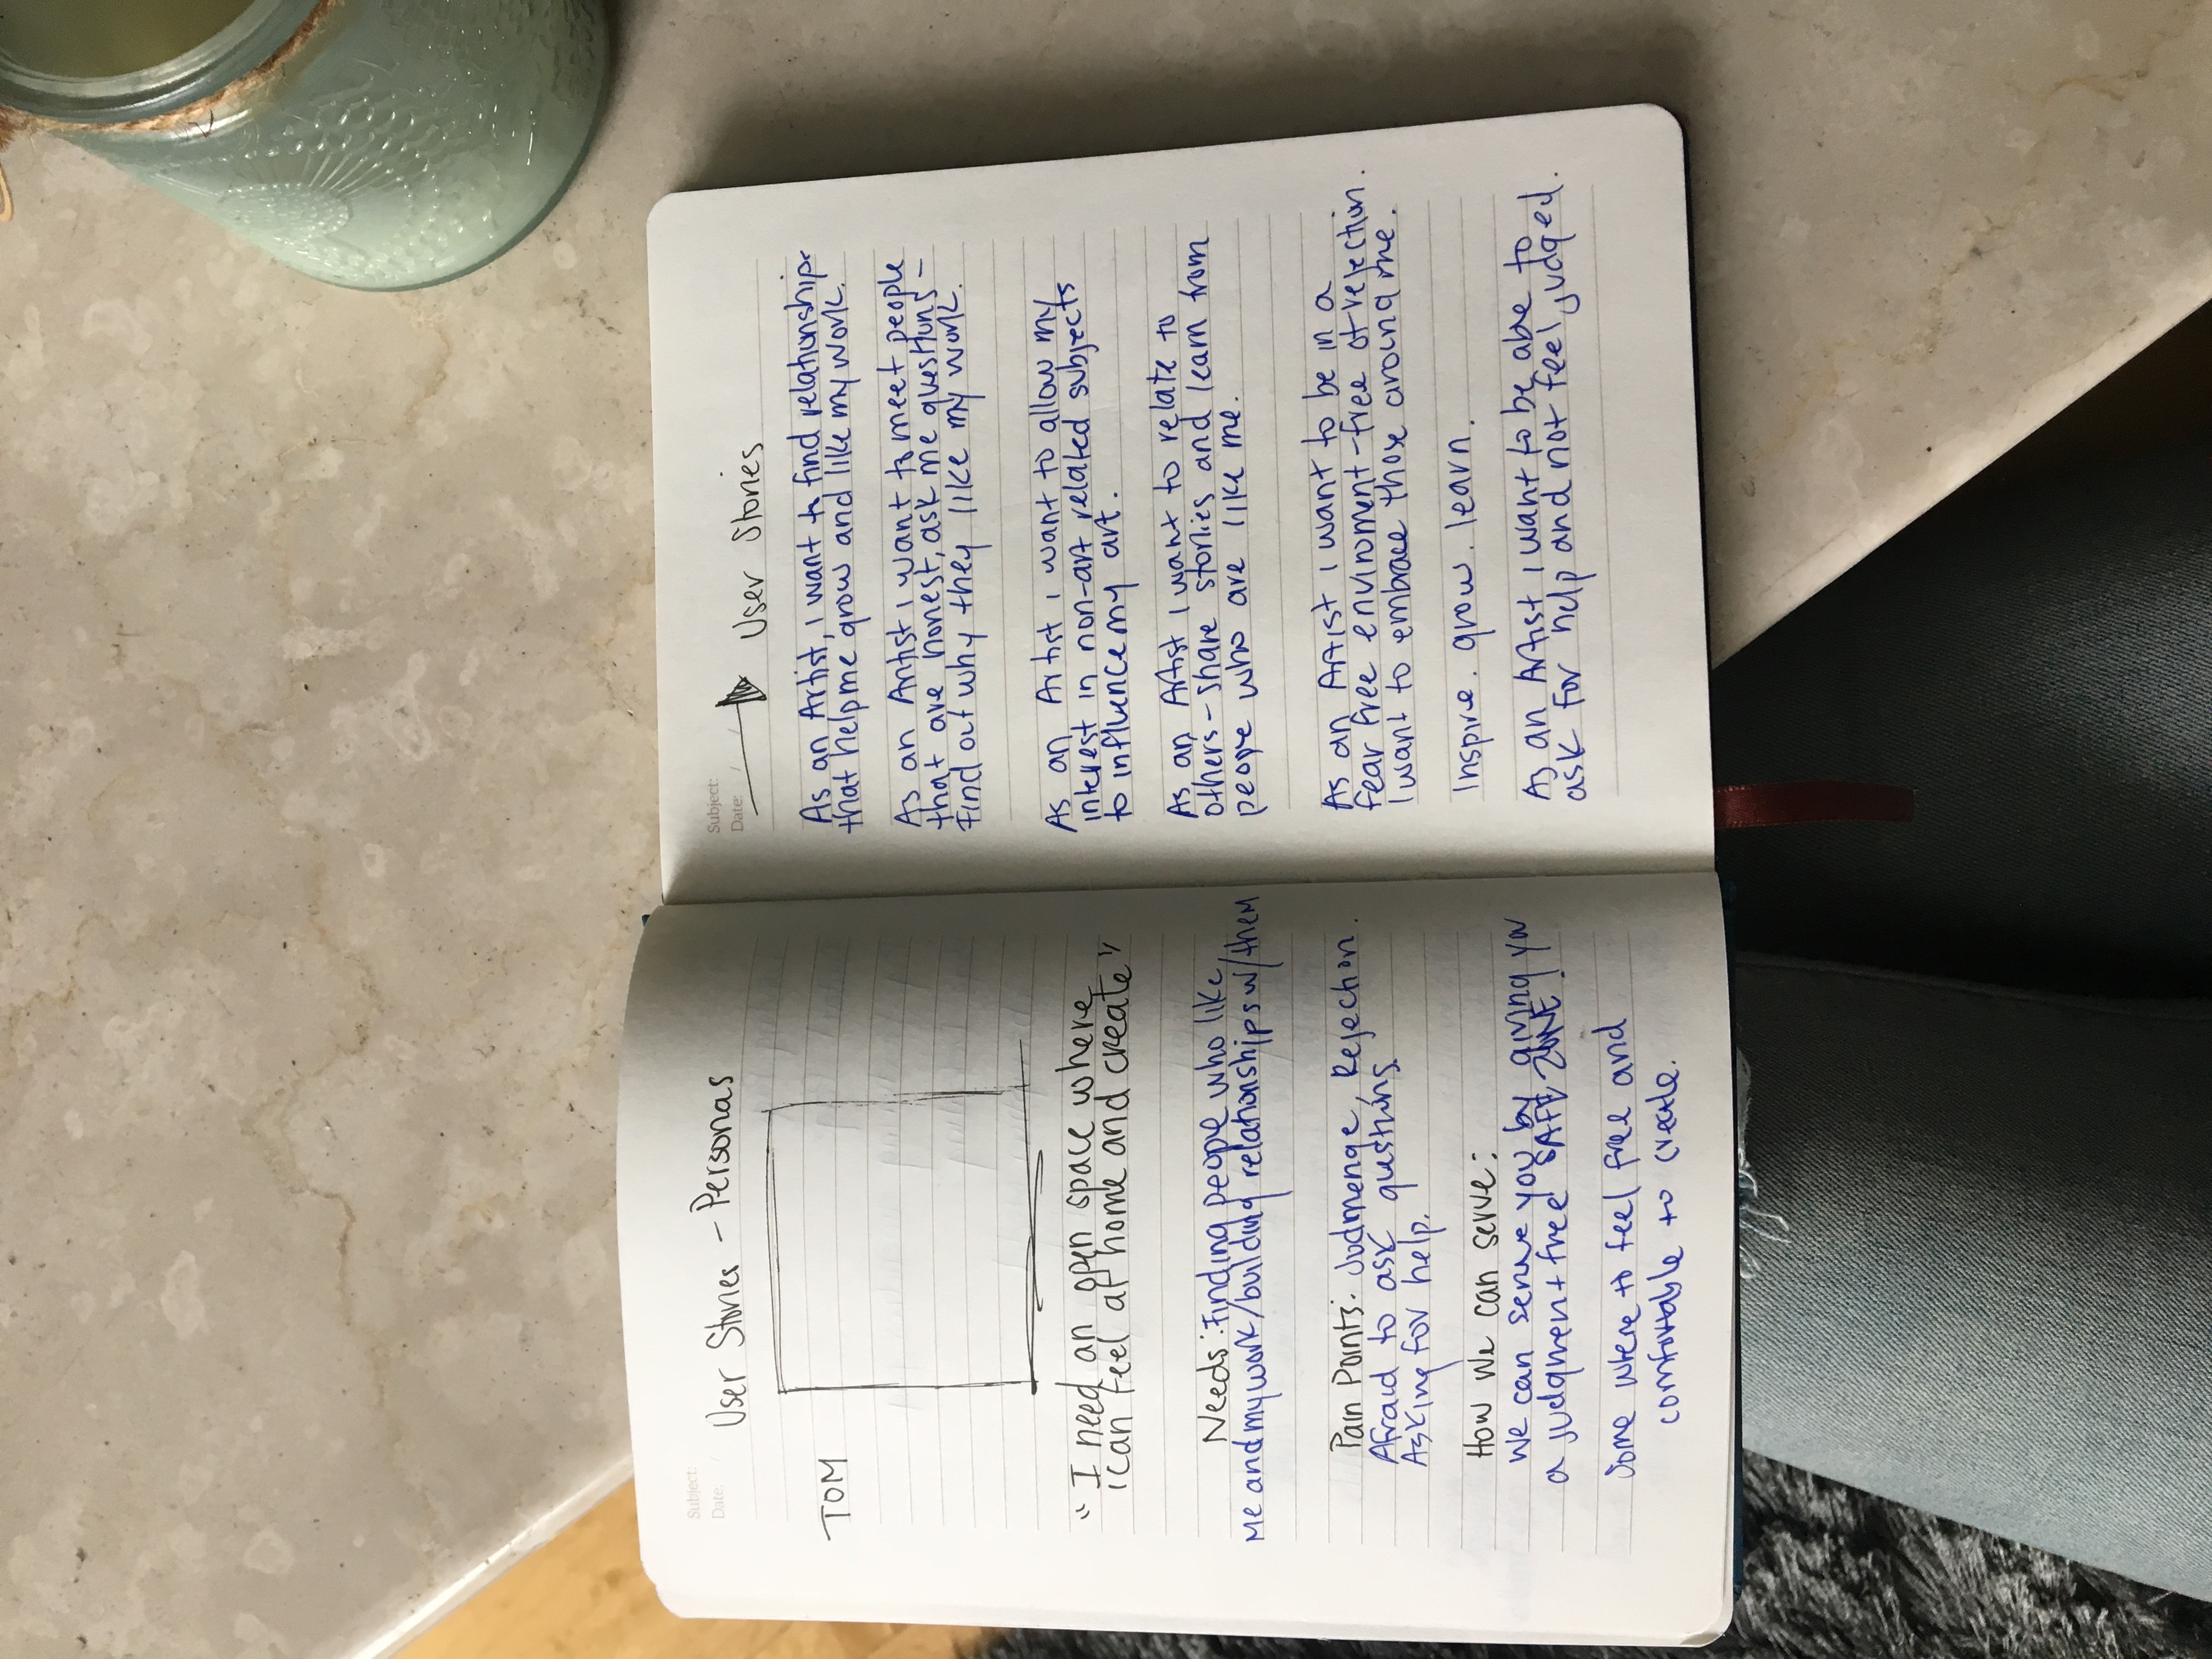 Subject:
Date: /
User Stories - Personas
TOM
" I need an open space where
i can feel at home and create"
Needs: Finding people who like
me and my work/building relationships w/them
Pain Points: Judmenge, Rejection.
Afraid to ask questions
Asking for help.
How we can serve:
We can serve you by giving you
a judgment free SAFE ZONE!
Some where to feel free and
comfortable to create.
Subject:
Date: / /
User Stories
As an Artist, I want to find relationships
that help me grow and like my work.
As an Artist i want to meet people
that are honest, ask me questions -
Find out why they like my work.
As an Artist i want to allow my
interest in non-art related subjects
to influence my art.
As an Artist I want to relate to
others - share stories and learn from
people who are like me.
As an Artist i want to be in a
fear free enviroment - free of rejection.
I want to embrace those around me.
Inspire. grow. learn.
As an Artist i want to be able to
ask for help and not feel judged.